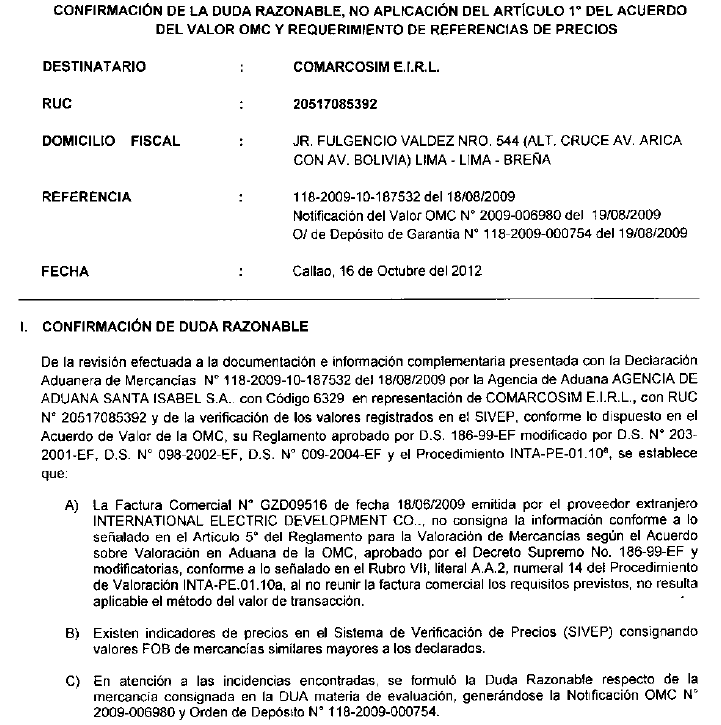 CONFIRMACIÓN DE LA DUDA RAZONABLE, NO APLICACIÓN DEL ARTÍCULO 1° DEL ACUERDO
DEL VALOR OMC Y REQUERIMIENTO DE REFERENCIAS DE PRECIOS
DESTINATARIO : COMARCOSIM E.I.R.L.
RUC : 20517085392
DOMICILIO FISCAL : JR. FULGENCIO VALDEZ NRO. 544 (ALT. CRUCE AV. ARICA
CON AV. BOLIVIA) LIMA - LIMA - BREÑA
REFERENCIA : 118-2009-10-187532 del 18/08/2009
Notificación del Valor OMC N° 2009-006980 del 19/08/2009
O/ de Depósito de Garantia N° 118-2009-000754 del 19/08/2009
FECHA : Callao, 16 de Octubre del 2012
I. CONFIRMACIÓN DE DUDA RAZONABLE
De la revisión efectuada a la documentación e información complementaria presentada con la Declaración
Aduanera de Mercancías N° 118-2009-10-187532 del 18/08/2009 por la Agencia de Aduana AGENCIA DE
ADUANA SANTA ISABEL S.A.. con Código 6329 en representación de COMARCOSIM E.I.R.L., con RUC
N° 20517085392 y de la verificación de los valores registrados en el SIVEP, conforme lo dispuesto en el
Acuerdo de Valor de la OMC, su Reglamento aprobado por D.S. 186-99-EF modificado por D.S. N° 203-
2001-EF, D.S. N° 098-2002-EF, D.S. N° 009-2004-EF y el Procedimiento INTA-PE-01.10ª, se establece
que:
A) La Factura Comercial N° GZD09516 de fecha 18/06/2009 emitida por el proveedor extranjero
INTERNATIONAL ELECTRIC DEVELOPMENT CO.., no consigna la información conforme a lo
señalado en el Articulo 5° del Reglamento para la Valoración de Mercancías según el Acuerdo
sobre Valoración en Aduana de la OMC, aprobado por el Decreto Supremo No. 186-99-EF y
modificatorias, conforme a lo señalado en el Rubro VII, literal A.A.2, numeral 14 del Procedimiento
de Valoración INTA-PE.01.10a, al no reunir la factura comercial los requisitos previstos, no resulta
aplicable el método del valor de transacción.
B) Existen indicadores de precios en el Sistema de Verificación de Precios (SIVEP) consignando
valores FOB de mercancías similares mayores a los declarados.
C) En atención a las incidencias encontradas, se formuló la Duda Razonable respecto de la
mercancía consignada en la DUA materia de evaluación, generándose la Notificación OMC N°
2009-006980 y Orden de Depósito N° 118-2009-000754.